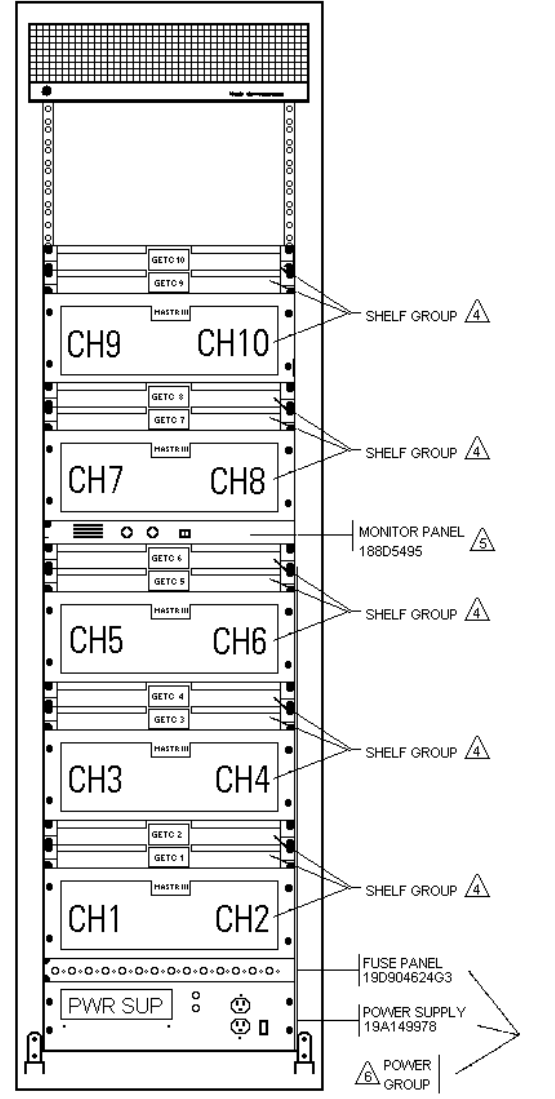 GETC 10
GETC 9
MASTR III
CH9 CH10
SHELF GROUP 4
GETC 8
GETC 7
MASTR III
CH7 CH8
SHELF GROUP 4
MONITOR PANEL
188D5495
5
GETC 6
GETC 5
MASTR III
CH5 CH6
SHELF GROUP 4
GETC 4
GETC 3
MASTR III
CH3 CH4
SHELF GROUP 4
GETC 2
GETC 1
MASTR III
CH1 CH2
SHELF GROUP 4
FUSE PANEL
19D904624G3
PWR SUP
POWER SUPPLY
19A149978
6 POWER
GROUP